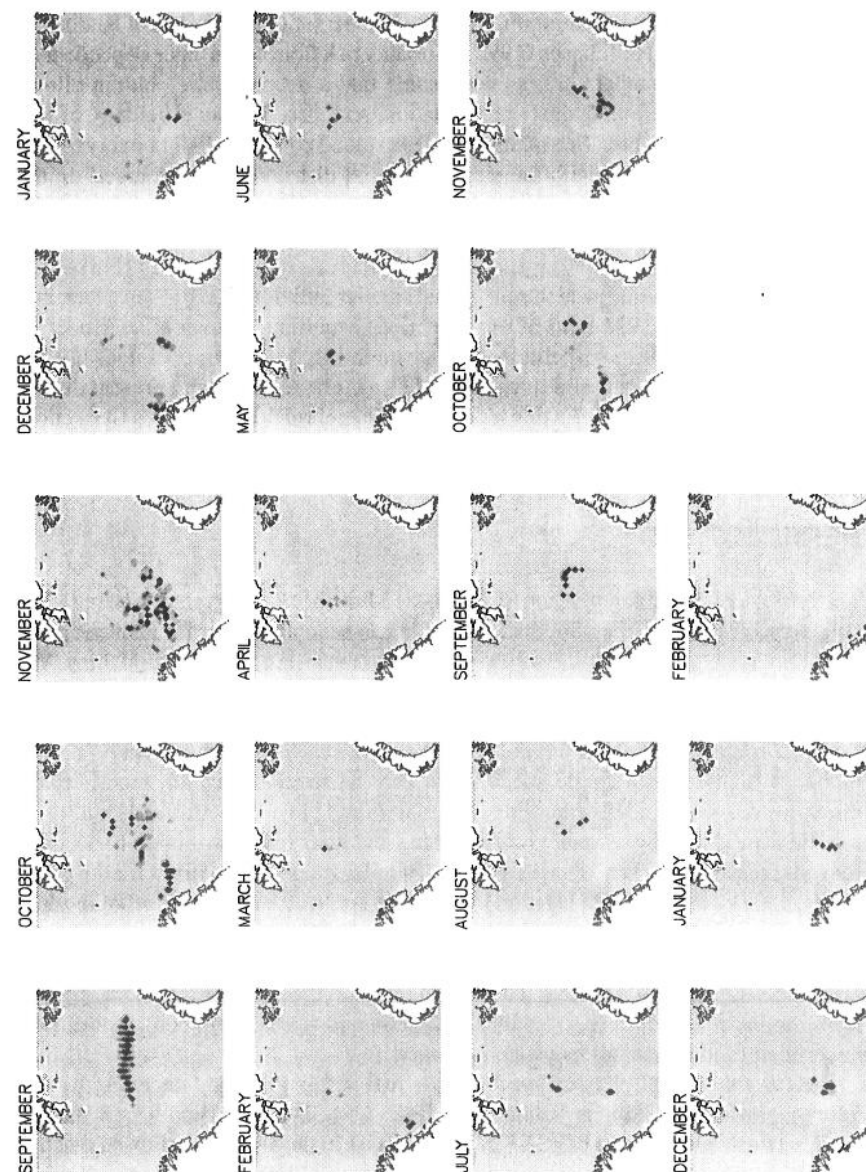 SEPTEMBER
OCTOBER
NOVEMBER
DECEMBER
JANUARY
FEBRUARY
MARCH
APRIL
MAY
JUNE
JULY
AUGUST
SEPTEMBER
OCTOBER
NOVEMBER
DECEMBER
JANUARY
FEBRUARY